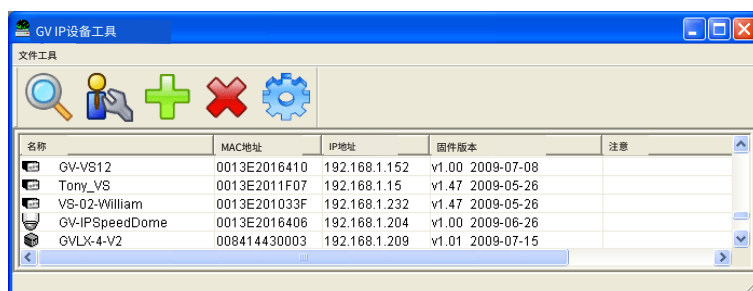 GV IP设备工具
文件工具
名称 MAC地址 IP地址 固件版本 注意
GV-VS12 0013E2016410 192.168.1.152 v1.00 2009-07-08
Tony_VS 0013E2011F07 192.168.1.15 v1.47 2009-05-26
VS-02-William 0013E201033F 192.168.1.232 v1.47 2009-05-26
GV-IPSpeedDome 0013E2016406 192.168.1.204 v1.00 2009-06-26
GVLX-4-V2 008414430003 192.168.1.209 v1.01 2009-07-15